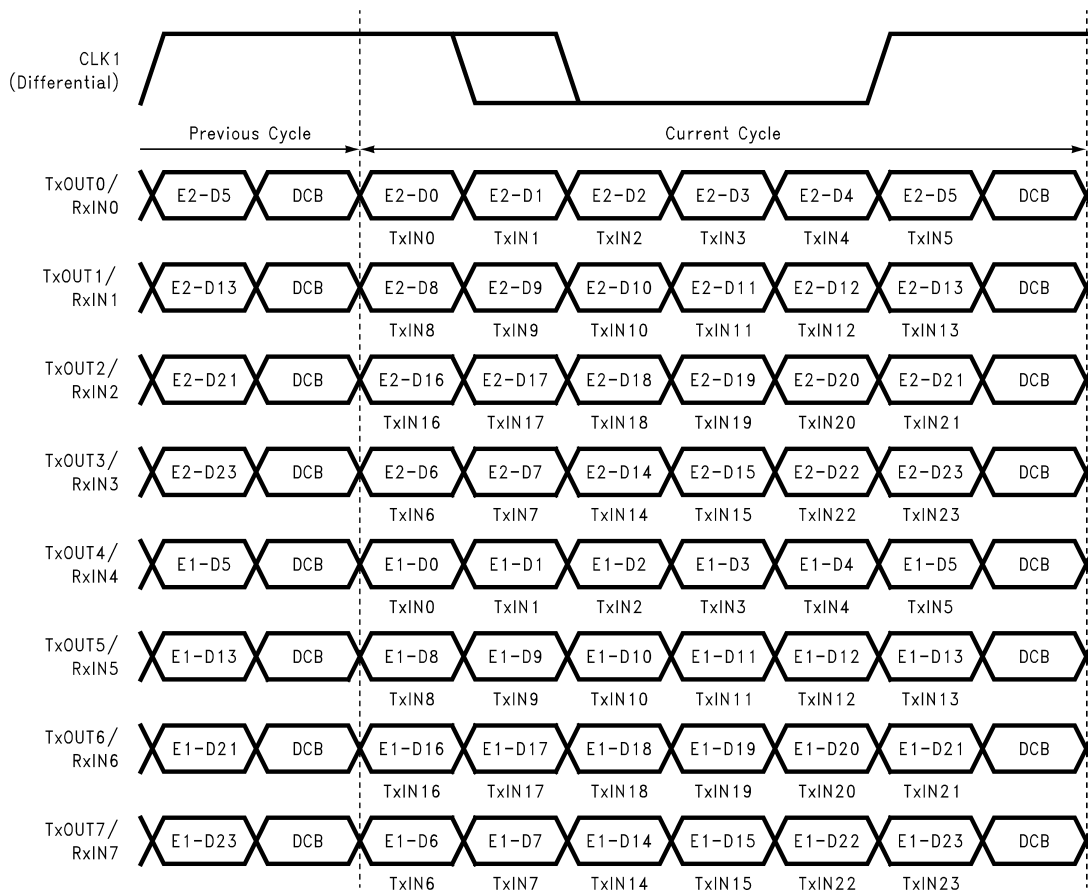 CLK1
(Differential)
Previous Cycle Current Cycle
TxOUT0/
RxIN0
E2-D5 DCB E2-D0 E2-D1 E2-D2 E2-D3 E2-D4 E2-D5 DCB
TxIN0 TxIN1 TxIN2 TxIN3 TxIN4 TxIN5
TxOUT1/
RxIN1
E2-D13 DCB E2-D8 E2-D9 E2-D10 E2-D11 E2-D12 E2-D13 DCB
TxIN8 TxIN9 TxIN10 TxIN11 TxIN12 TxIN13
TxOUT2/
RxIN2
E2-D21 DCB E2-D16 E2-D17 E2-D18 E2-D19 E2-D20 E2-D21 DCB
TxIN16 TxIN17 TxIN18 TxIN19 TxIN20 TxIN21
TxOUT3/
RxIN3
E2-D23 DCB E2-D6 E2-D7 E2-D14 E2-D15 E2-D22 E2-D23 DCB
TxIN6 TxIN7 TxIN14 TxIN15 TxIN22 TxIN23
TxOUT4/
RxIN4
E1-D5 DCB E1-D0 E1-D1 E1-D2 E1-D3 E1-D4 E1-D5 DCB
TxIN0 TxIN1 TxIN2 TxIN3 TxIN4 TxIN5
TxOUT5/
RxIN5
E1-D13 DCB E1-D8 E1-D9 E1-D10 E1-D11 E1-D12 E1-D13 DCB
TxIN8 TxIN9 TxIN10 TxIN11 TxIN12 TxIN13
TxOUT6/
RxIN6
E1-D21 DCB E1-D16 E1-D17 E1-D18 E1-D19 E1-D20 E1-D21 DCB
TxIN16 TxIN17 TxIN18 TxIN19 TxIN20 TxIN21
TxOUT7/
RxIN7
E1-D23 DCB E1-D6 E1-D7 E1-D14 E1-D15 E1-D22 E1-D23 DCB
TxIN6 TxIN7 TxIN14 TxIN15 TxIN22 TxIN23